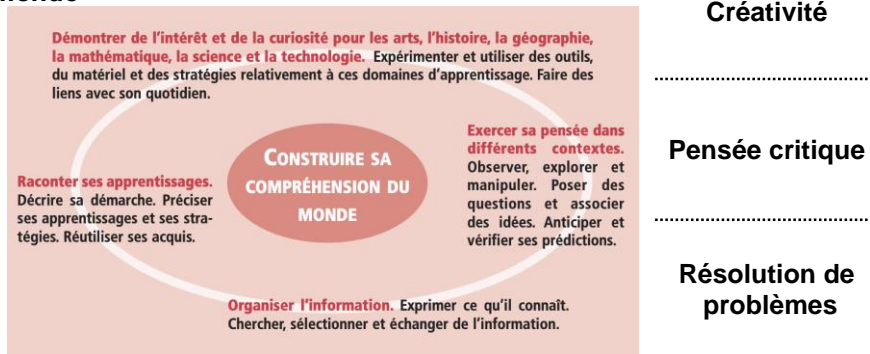 Démontrer de l'intérêt et de la curiosité pour les arts, l'histoire, la géographie,
la mathématique, la science et la technologie. Expérimenter et utiliser des outils,
du matériel et des stratégies relativement à ces domaines d'apprentissage. Faire des
liens avec son quotidien.
Exercer sa pensée dans
différents contextes.
Observer, explorer et
manipuler. Poser des
questions et associer
des idées. Anticiper et
vérifier ses prédictions.
CONSTRUIRE SA
COMPRÉHENSION DU
MONDE
Raconter ses apprentissages.
Décrire sa démarche. Préciser
ses apprentissages et ses stra-
tégies. Réutiliser ses acquis.
Organiser l'information. Exprimer ce qu'il connaît.
Chercher, sélectionner et échanger de l'information.
Créativité
Pensée critique
Résolution de
problèmes